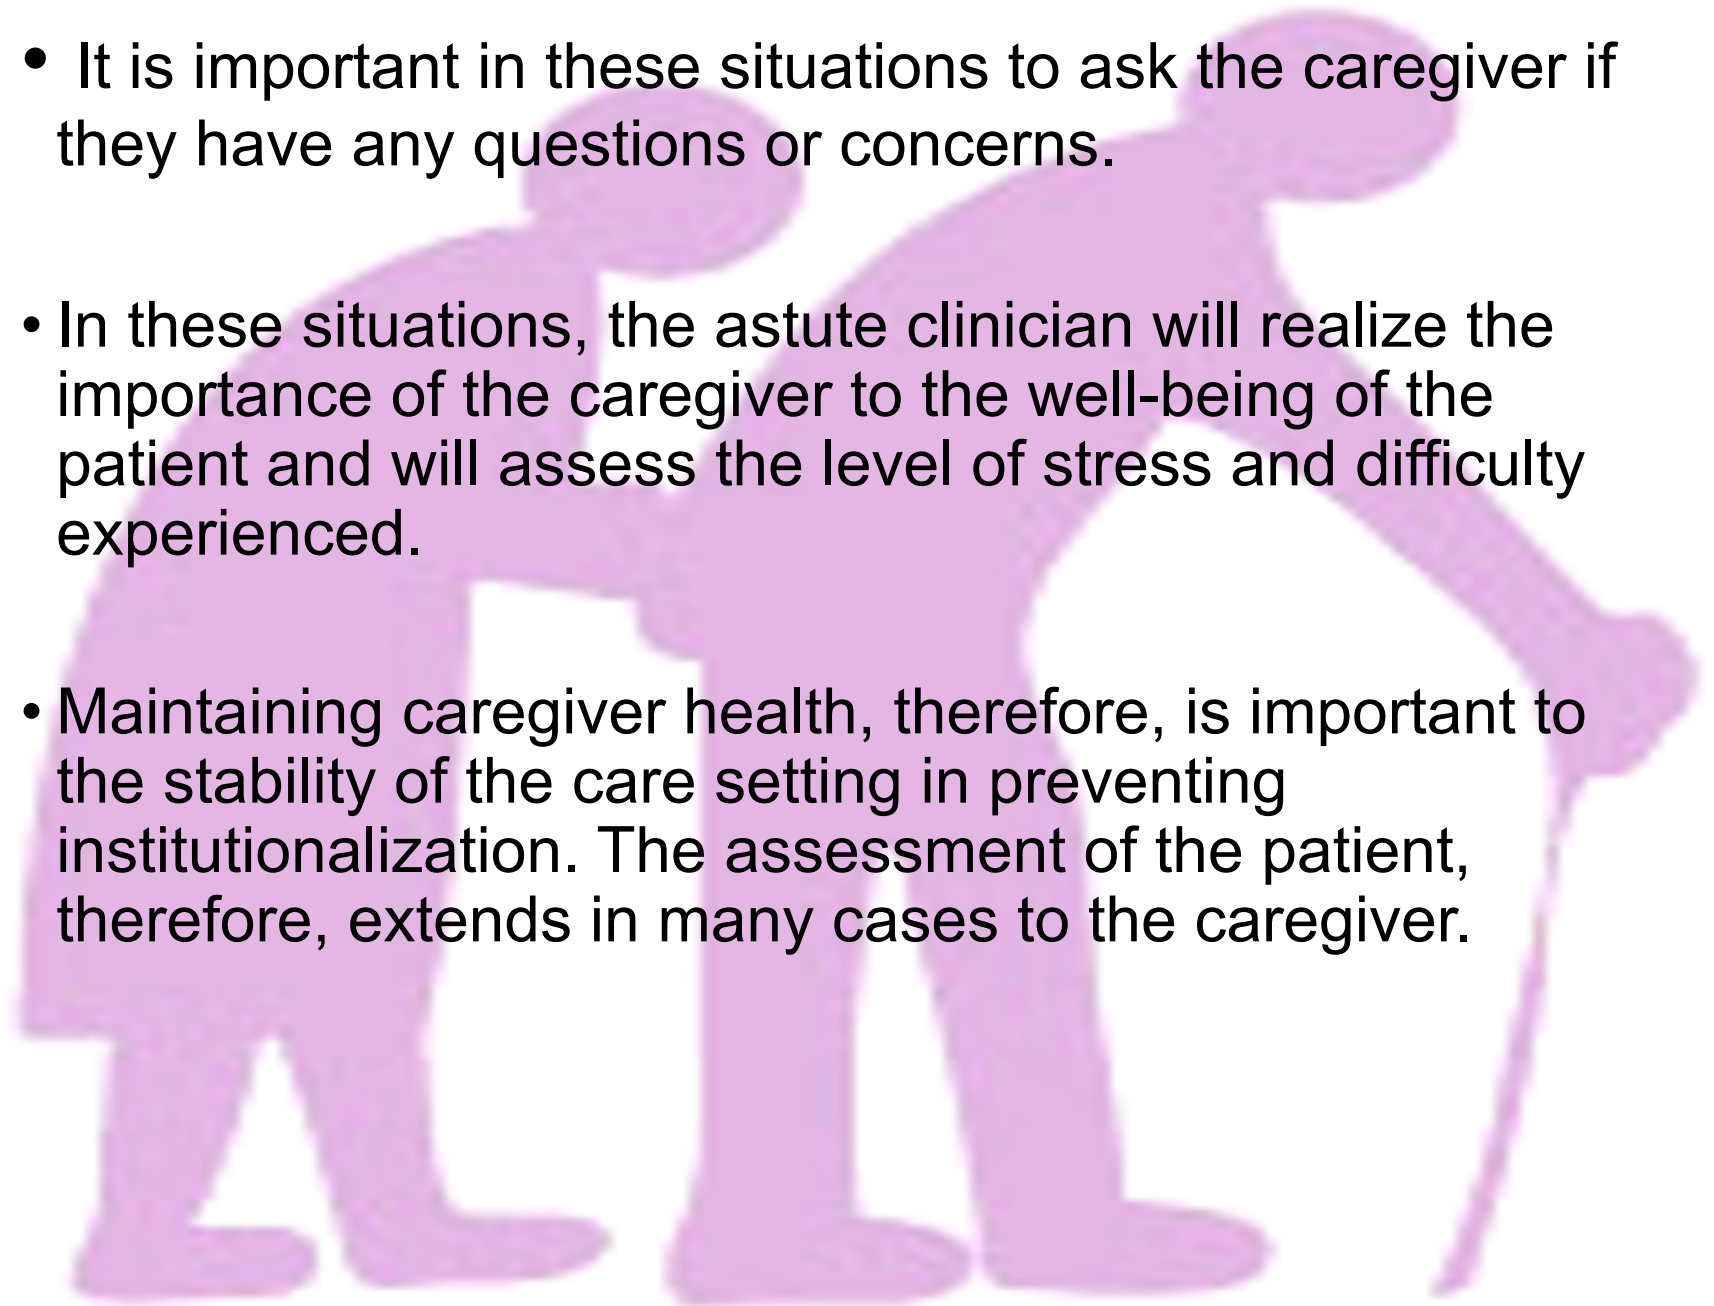 • It is important in these situations to ask the caregiver if
they have any questions or concerns.
• In these situations, the astute clinician will realize the
importance of the caregiver to the well-being of the
patient and will assess the level of stress and difficulty
experienced.
• Maintaining caregiver health, therefore, is important to
the stability of the care setting in preventing
institutionalization. The assessment of the patient,
therefore, extends in many cases to the caregiver.